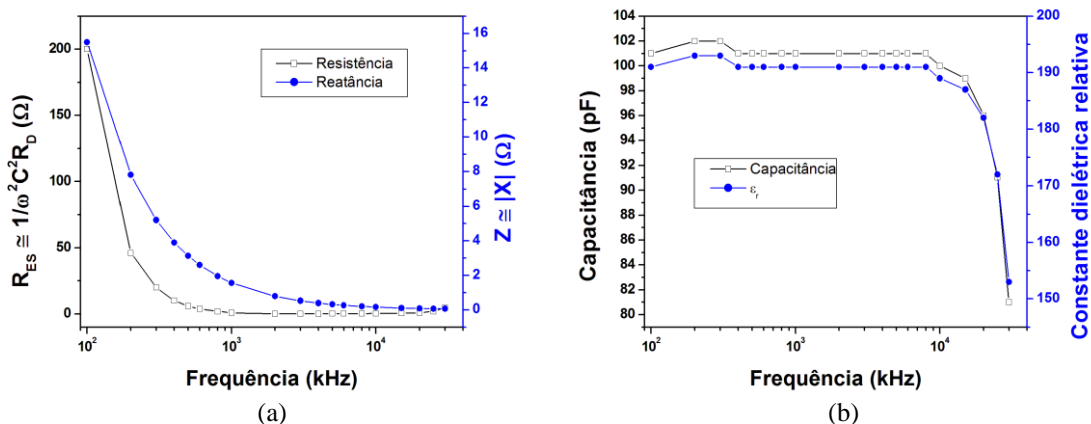 R_ES ≅ 1/ω²C²R_D (Ω)
200
150
100
50
0
Resistência
Reatância
16
14
12
10
8
6
4
2
0
Z ≅ |X| (Ω)
10² 10³ 10⁴
Frequência (kHz)
(a)
Capacitância (pF)
104
102
100
98
96
94
92
90
88
86
84
82
80
Capacitância
ε_r
200
190
180
170
160
150
Constante dielétrica relativa
10² 10³ 10⁴
Frequência (kHz)
(b)